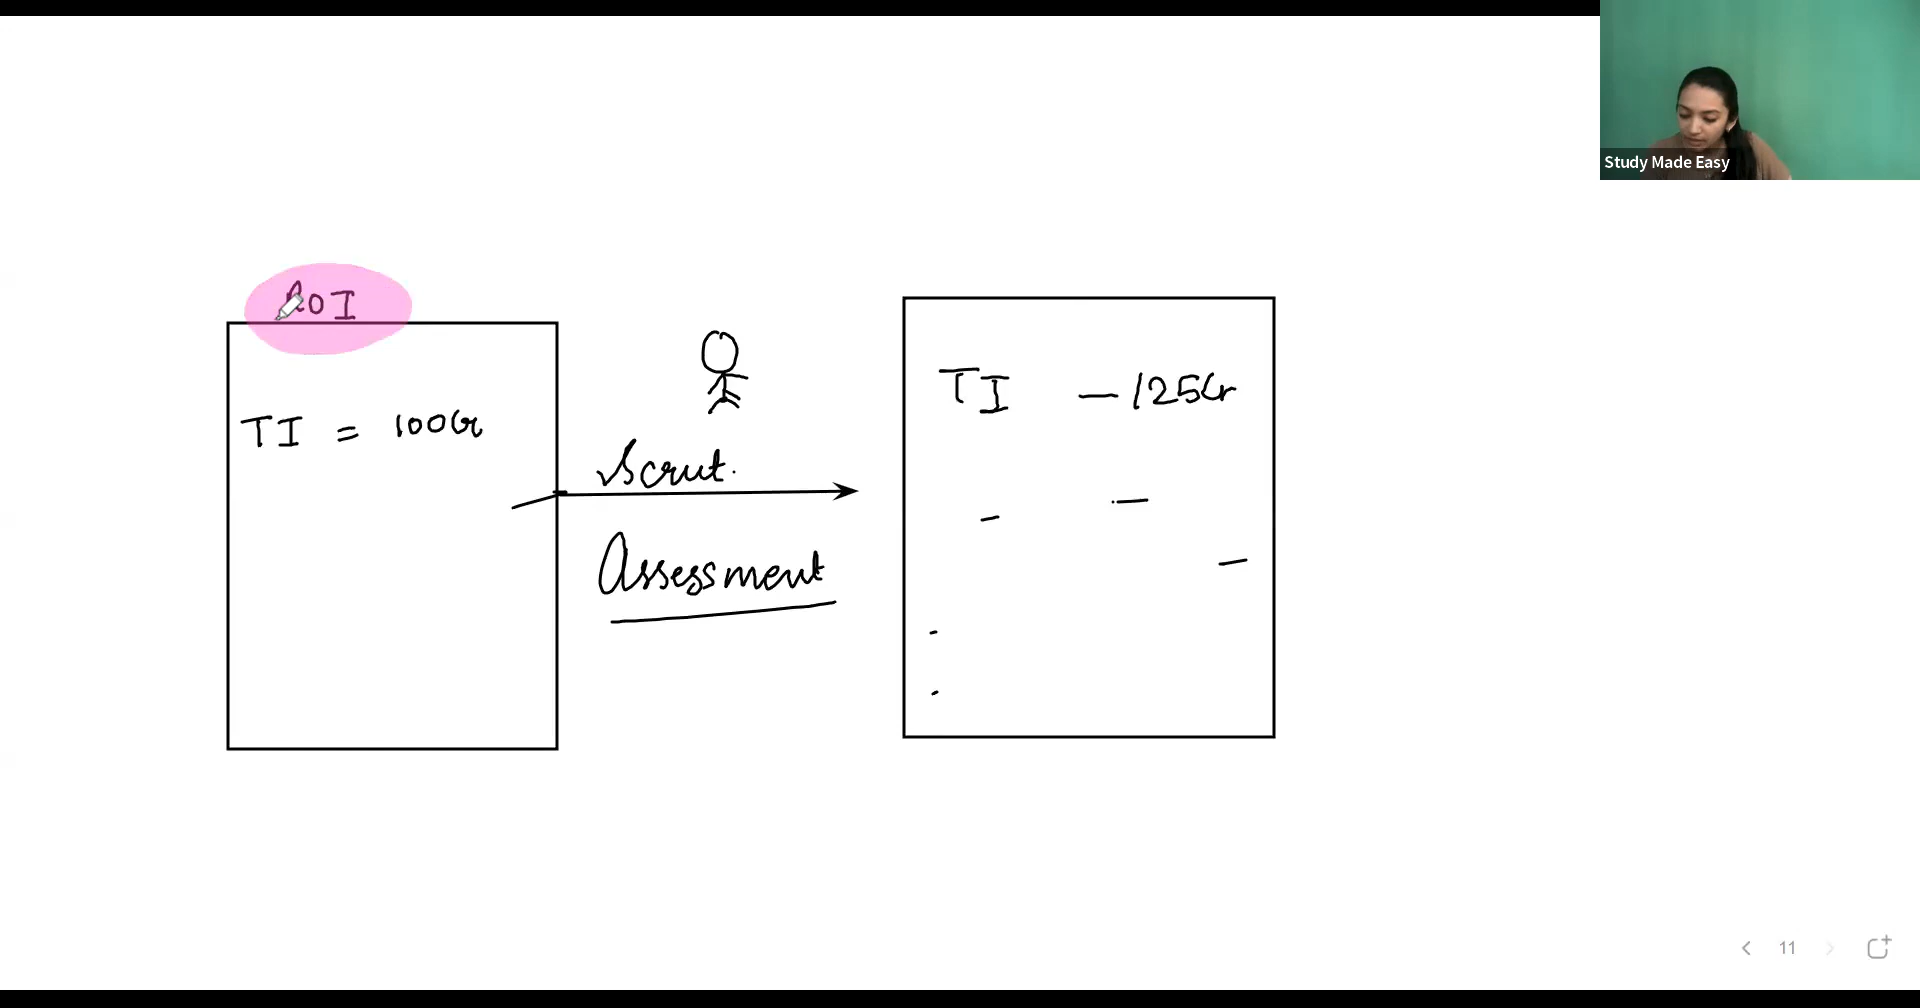 Study Made Easy
ROI
TI = 100Cr
Scrut.
Assessment
TI - 125Cr
11